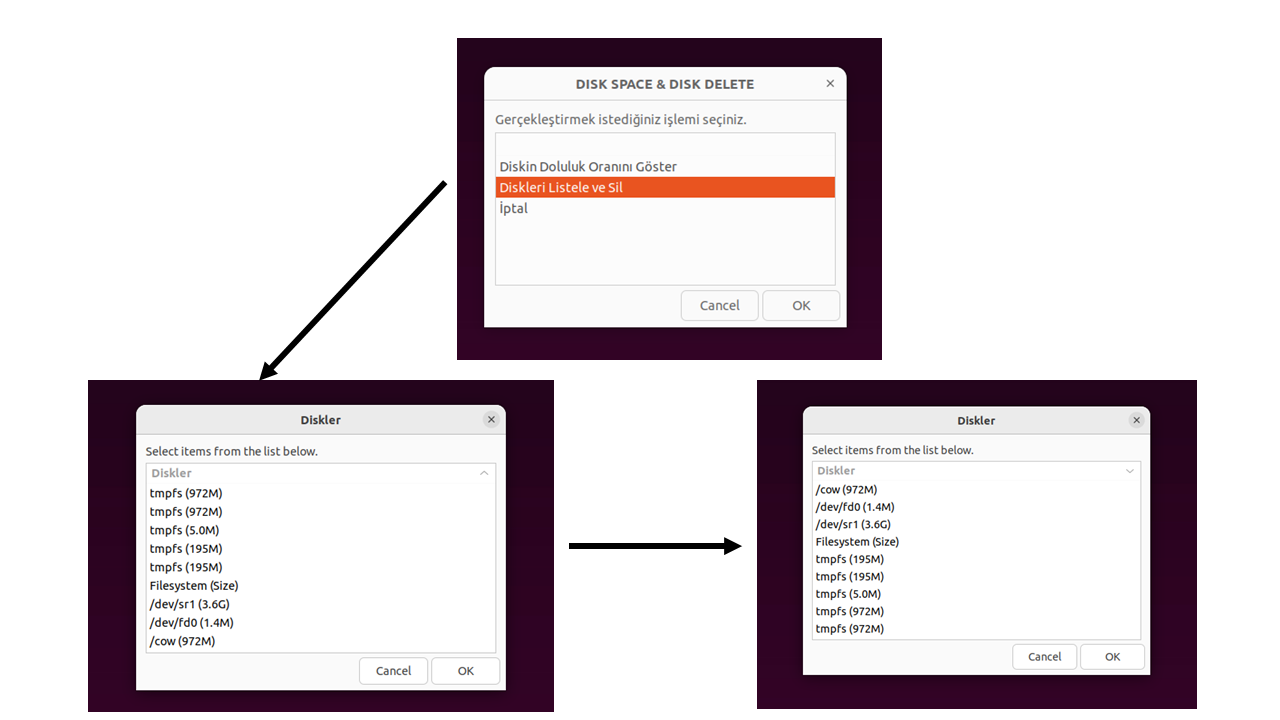 DISK SPACE & DISK DELETE
Gerçekleştirmek istediğiniz işlemi seçiniz.
Diskin Doluluk Oranını Göster
Diskleri Listele ve Sil
İptal
Cancel OK
Diskler
Select items from the list below.
Diskler
tmpfs (972M)
tmpfs (972M)
tmpfs (5.0M)
tmpfs (195M)
tmpfs (195M)
Filesystem (Size)
/dev/sr1 (3.6G)
/dev/fd0 (1.4M)
/cow (972M)
Cancel OK
Diskler
Select items from the list below.
Diskler
/cow (972M)
/dev/fd0 (1.4M)
/dev/sr1 (3.6G)
Filesystem (Size)
tmpfs (195M)
tmpfs (195M)
tmpfs (5.0M)
tmpfs (972M)
tmpfs (972M)
Cancel OK